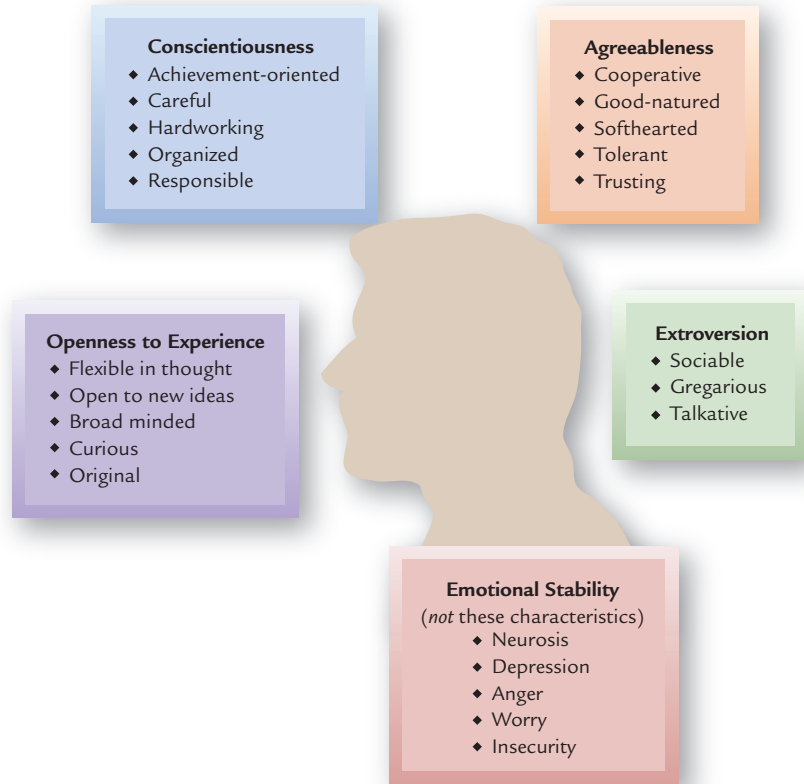 Conscientiousness
◆ Achievement-oriented
◆ Careful
◆ Hardworking
◆ Organized
◆ Responsible
Agreeableness
◆ Cooperative
◆ Good-natured
◆ Softhearted
◆ Tolerant
◆ Trusting
Openness to Experience
◆ Flexible in thought
◆ Open to new ideas
◆ Broad minded
◆ Curious
◆ Original
Extroversion
◆ Sociable
◆ Gregarious
◆ Talkative
Emotional Stability
(not these characteristics)
◆ Neurosis
◆ Depression
◆ Anger
◆ Worry
◆ Insecurity